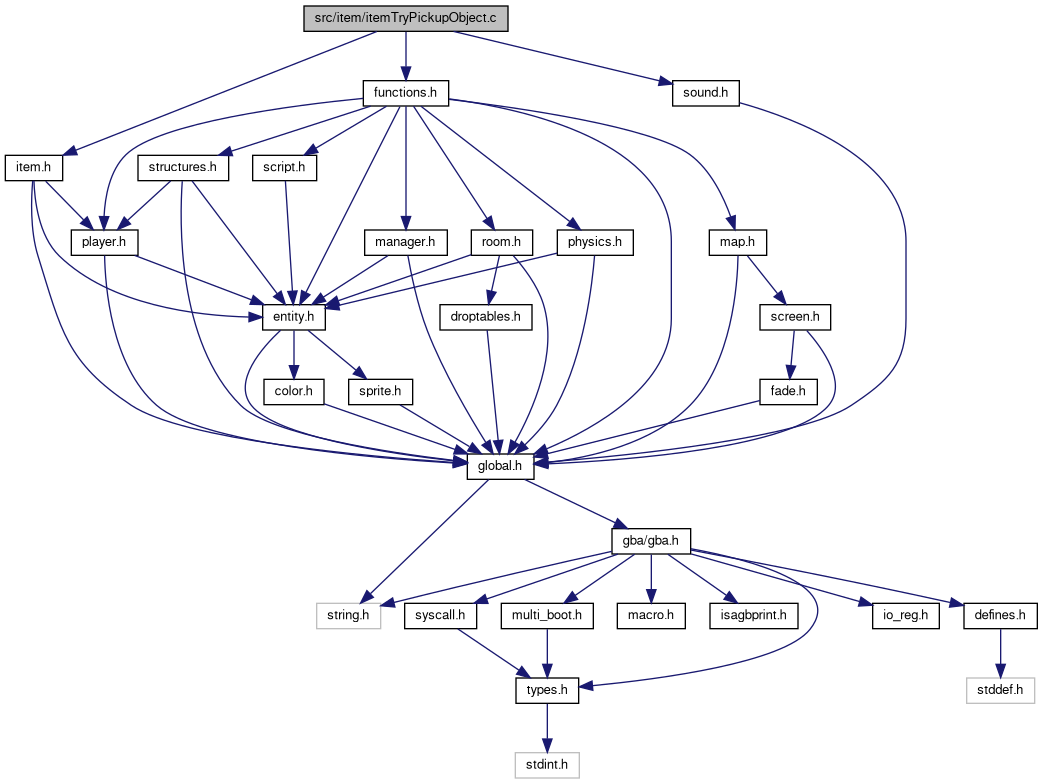 src/item/itemTryPickupObject.c
functions.h
sound.h
item.h
structures.h
script.h
player.h
manager.h
room.h
physics.h
map.h
entity.h
droptables.h
screen.h
color.h
sprite.h
fade.h
global.h
gba/gba.h
string.h
syscall.h
multi_boot.h
macro.h
isagbprint.h
io_reg.h
defines.h
types.h
stddef.h
stdint.h